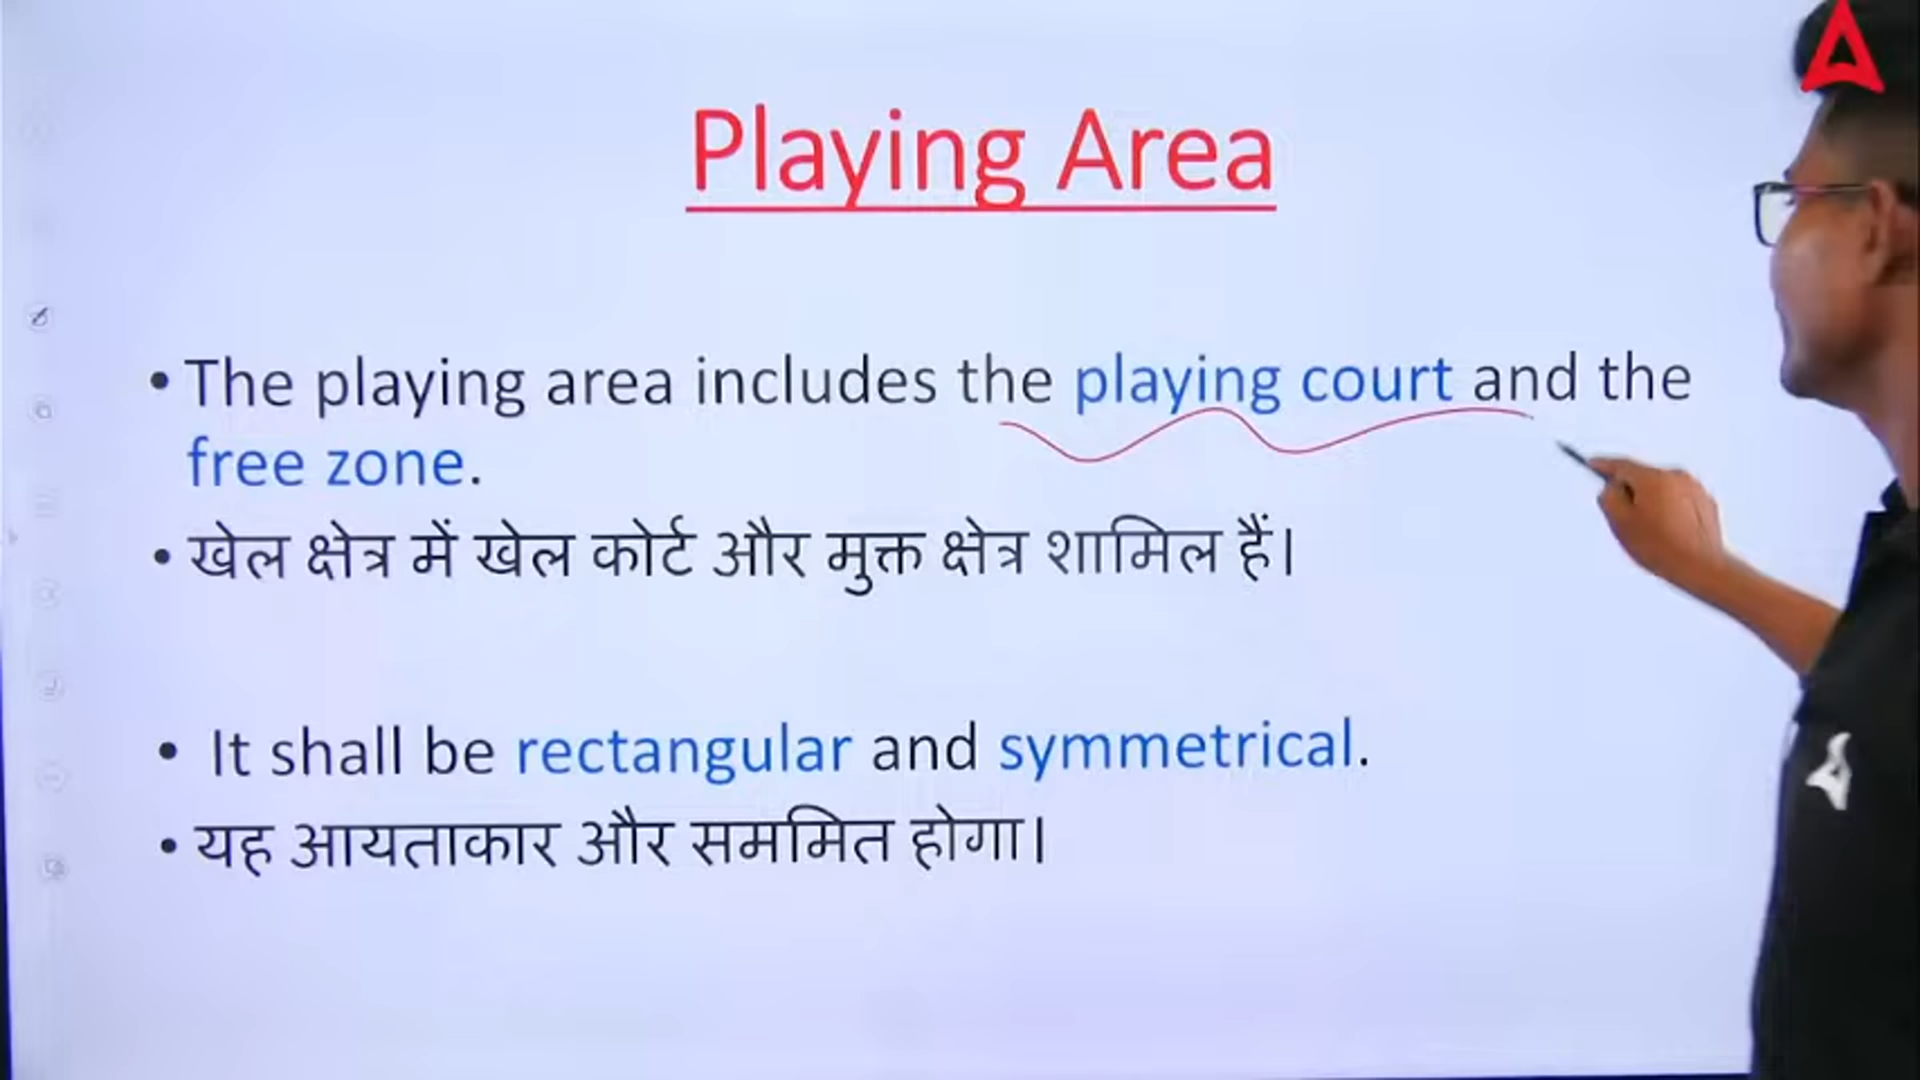 Playing Area
• The playing area includes the playing court and the
free zone.
• खेल क्षेत्र में खेल कोर्ट और मुक्त क्षेत्र शामिल हैं।
• It shall be rectangular and symmetrical.
• यह आयताकार और सममित होगा।